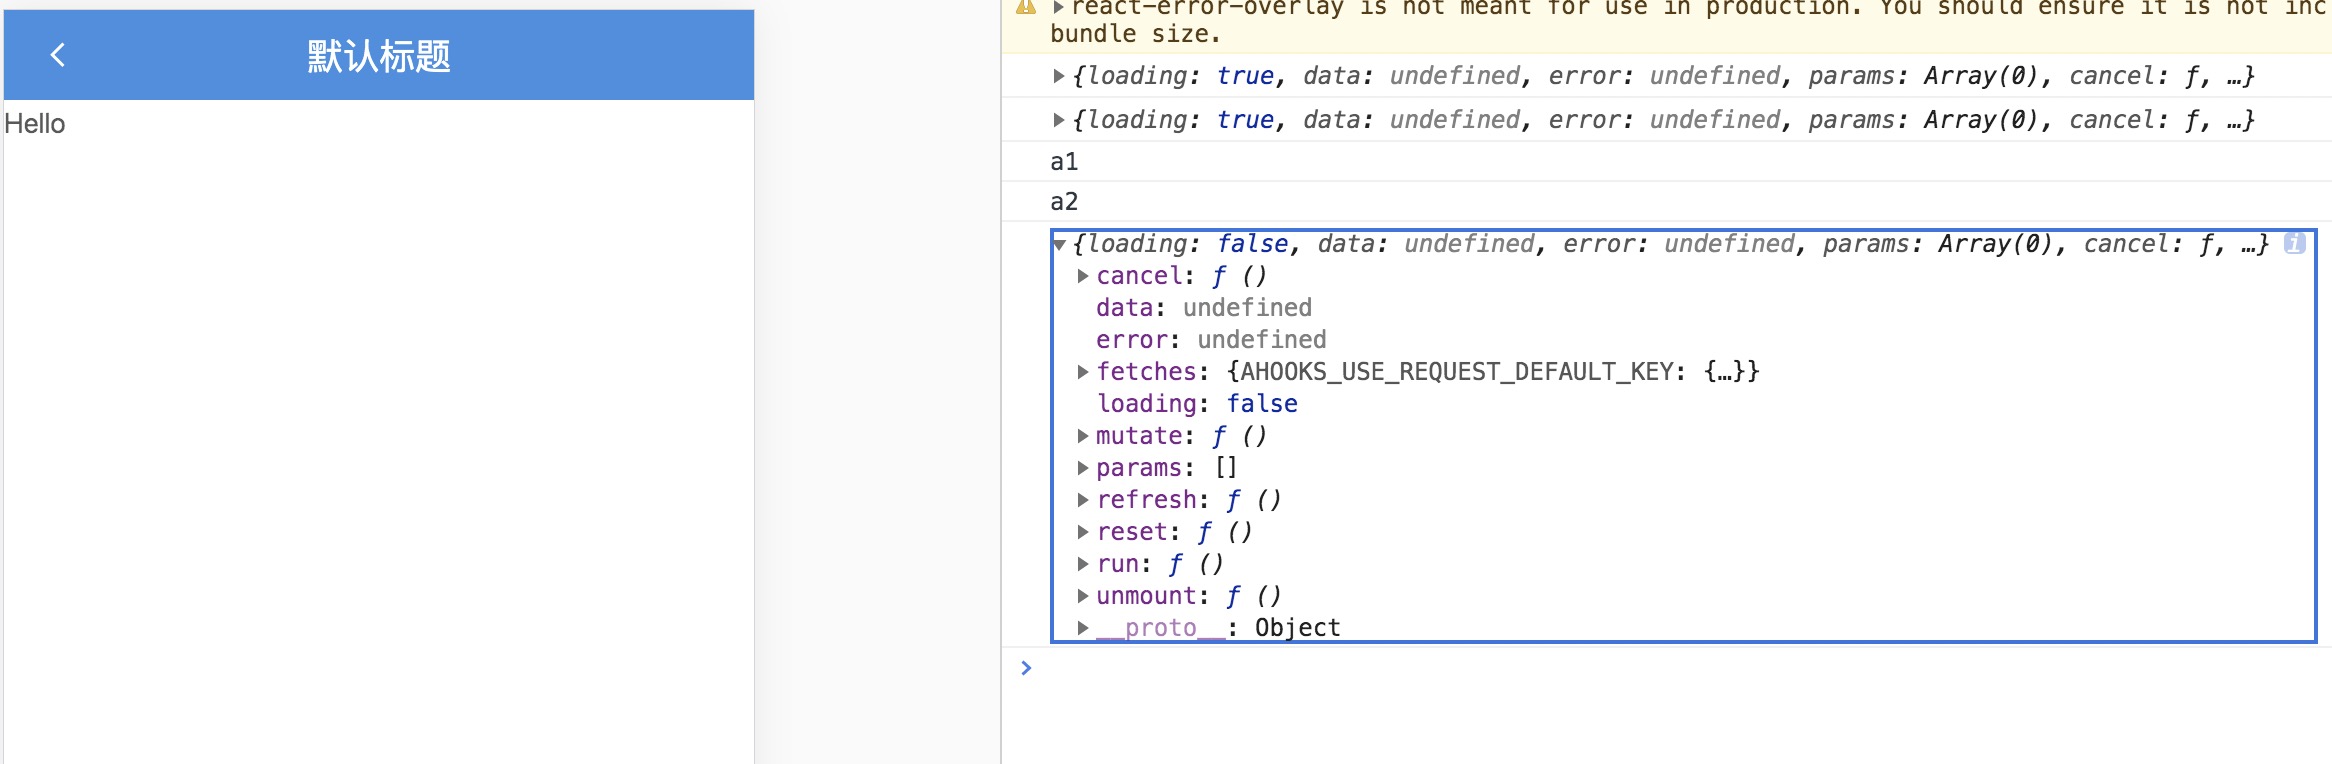 默认标题
Hello
react-error-overlay is not meant for use in production. You should ensure it is not inc
bundle size.
{loading: true, data: undefined, error: undefined, params: Array(0), cancel: ƒ, …}
{loading: true, data: undefined, error: undefined, params: Array(0), cancel: ƒ, …}
a1
a2
{loading: false, data: undefined, error: undefined, params: Array(0), cancel: ƒ, …} i
cancel: ƒ ()
data: undefined
error: undefined
fetches: {AHOOKS_USE_REQUEST_DEFAULT_KEY: {…}}
loading: false
mutate: ƒ ()
params: []
refresh: ƒ ()
reset: ƒ ()
run: ƒ ()
unmount: ƒ ()
__proto__: Object